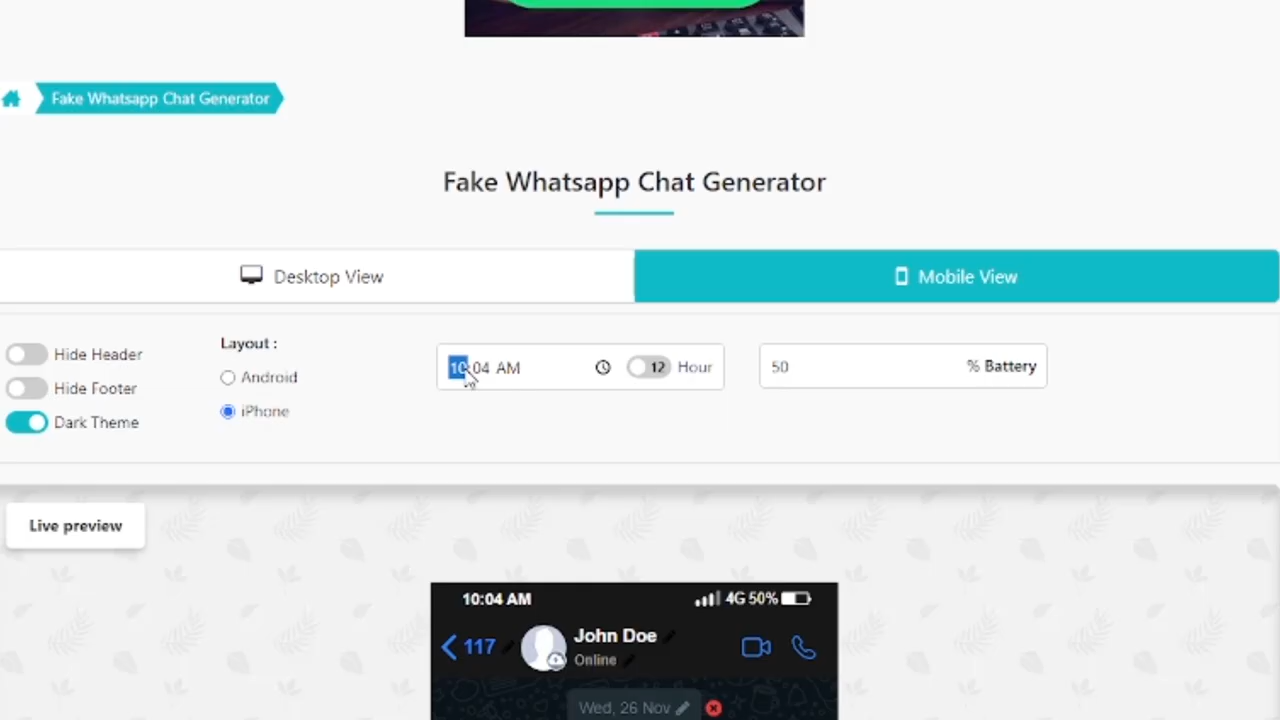 Fake Whatsapp Chat Generator
Fake Whatsapp Chat Generator
Desktop View
Mobile View
Hide Header
Hide Footer
Dark Theme
Layout :
Android
iPhone
10:04 AM
12 Hour
50 % Battery
Live preview
10:04 AM 4G 50%
117 John Doe
Online
Wed, 26 Nov